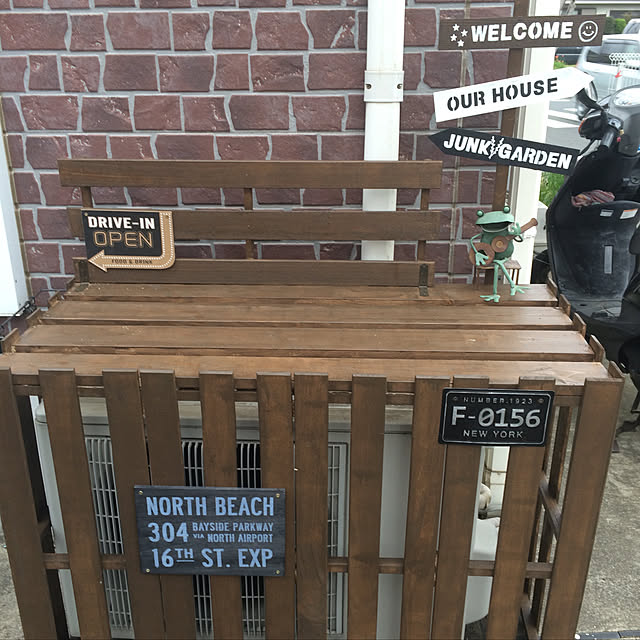 WELCOME
OUR HOUSE
JUNK GARDEN
DRIVE-IN
OPEN
FOOD & DRINK
NUMBER.1923
F-0156
NEW YORK
NORTH BEACH
304 BAYSIDE PARKWAY
VIA NORTH AIRPORT
16TH ST. EXP